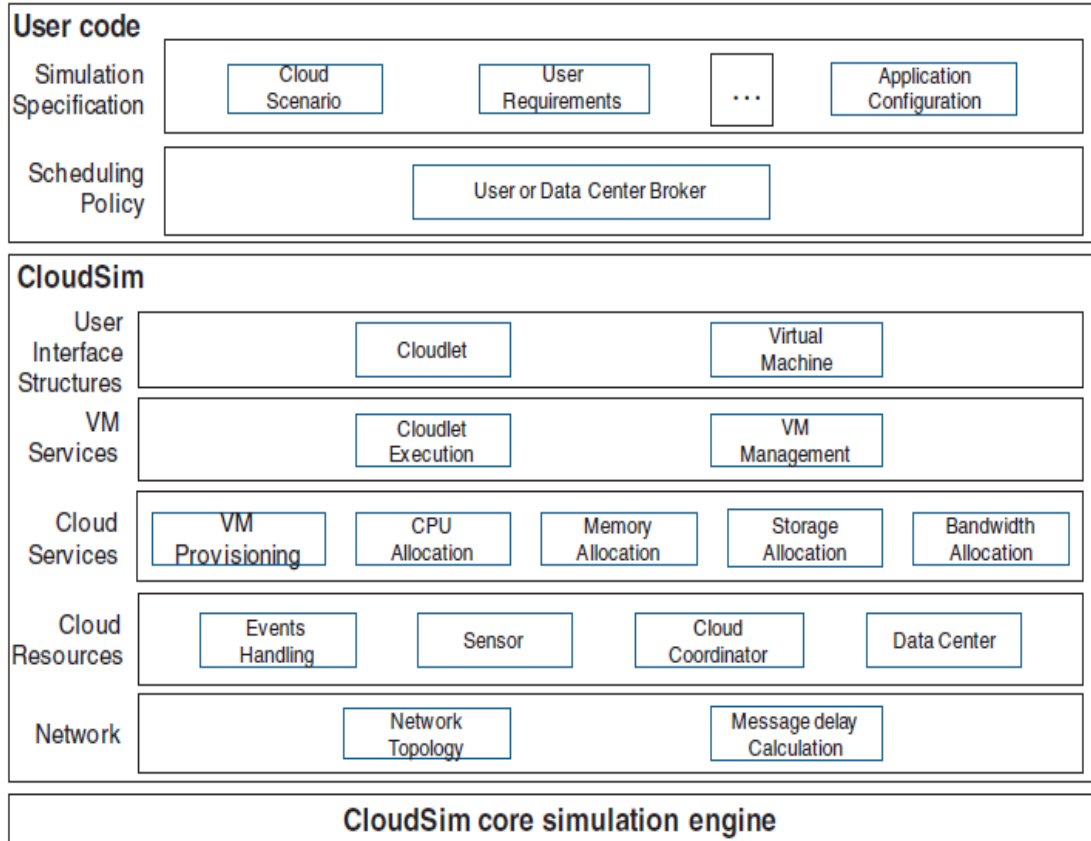 User code
Simulation
Specification
Cloud
Scenario
User
Requirements
...
Application
Configuration
Scheduling
Policy
User or Data Center Broker
CloudSim
User
Interface
Structures
Cloudlet
Virtual
Machine
VM
Services
Cloudlet
Execution
VM
Management
Cloud
Services
VM
Provisioning
CPU
Allocation
Memory
Allocation
Storage
Allocation
Bandwidth
Allocation
Cloud
Resources
Events
Handling
Sensor
Cloud
Coordinator
Data Center
Network
Network
Topology
Message delay
Calculation
CloudSim core simulation engine